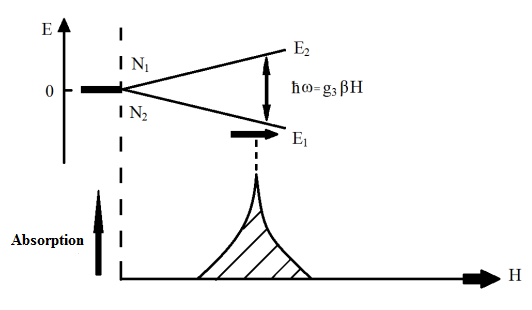 E
N₁
E₂
0
ħω=g₃βH
N₂
E₁
Absorption
H